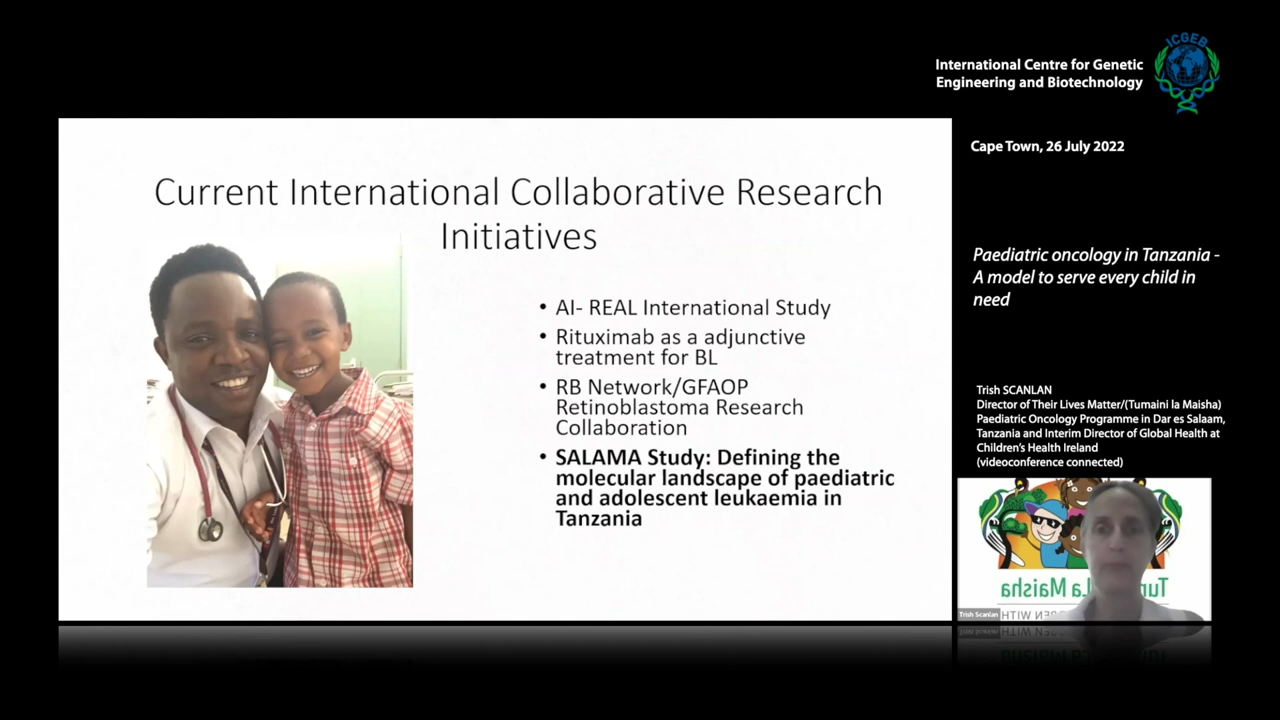 ICGEB
International Centre for Genetic
Engineering and Biotechnology
Cape Town, 26 July 2022
Current International Collaborative Research
Initiatives
• AI- REAL International Study
• Rituximab as a adjunctive
treatment for BL
• RB Network/GFAOP
Retinoblastoma Research
Collaboration
• SALAMA Study: Defining the
molecular landscape of paediatric
and adolescent leukaemia in
Tanzania
Paediatric oncology in Tanzania -
A model to serve every child in
need
Trish SCANLAN
Director of Their Lives Matter/(Tumaini la Maisha)
Paediatric Oncology Programme in Dar es Salaam,
Tanzania and Interim Director of Global Health at
Children's Health Ireland
(videoconference connected)
La Maisha
Trish Scanlan
WITH